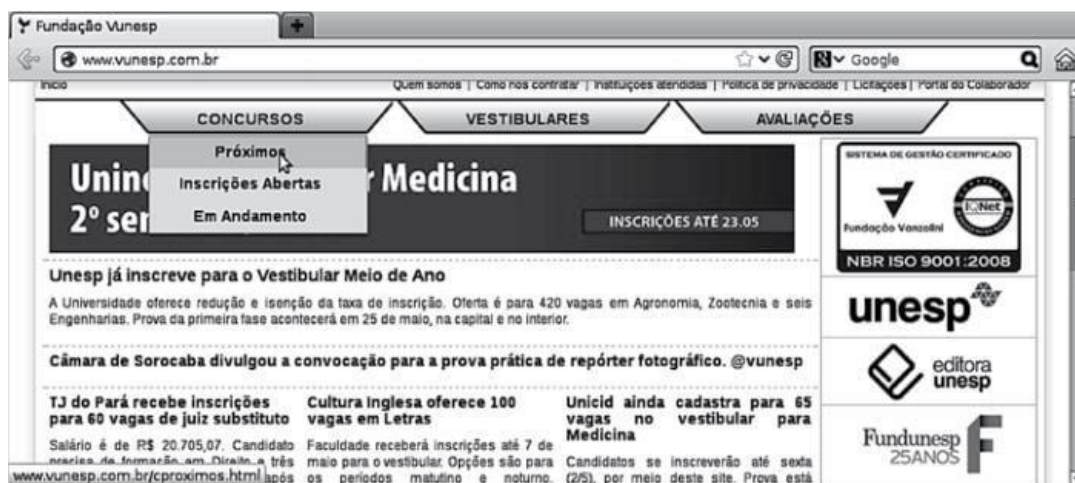 Fundação Vunesp
www.vunesp.com.br
Google
Início
Quem somos | Como nos contratar | Instituições atendidas | Política de privacidade | Licitações | Portal do Colaborador
CONCURSOS
VESTIBULARES
AVALIAÇÕES
Próximos
Inscrições Abertas
Em Andamento
Unin
r Medicina
2º ser
INSCRIÇÕES ATÉ 23.05
SISTEMA DE GESTÃO CERTIFICADO
Fundação Vanzolini
IQNet
NBR ISO 9001:2008
Unesp já inscreve para o Vestibular Meio de Ano
A Universidade oferece redução e isenção da taxa de inscrição. Oferta é para 420 vagas em Agronomia, Zootecnia e seis
Engenharias. Prova da primeira fase acontecerá em 25 de maio, na capital e no interior.
unesp
Câmara de Sorocaba divulgou a convocação para a prova prática de repórter fotográfico. @vunesp
editora
unesp
TJ do Pará recebe inscrições
para 60 vagas de juiz substituto
Salário é de R$ 20.705,07. Candidato
precisa de formação em Direito e três
após
Cultura Inglesa oferece 100
vagas em Letras
Faculdade receberá inscrições até 7 de
maio para o vestibular. Opções são para
os períodos matutino e noturno.
Unicid ainda cadastra para 65
vagas no vestibular para
Medicina
Candidatos se inscreverão até sexta
(2/5), por meio deste site. Prova está
Fundunesp
25ANOS
www.vunesp.com.br/cproximos.html